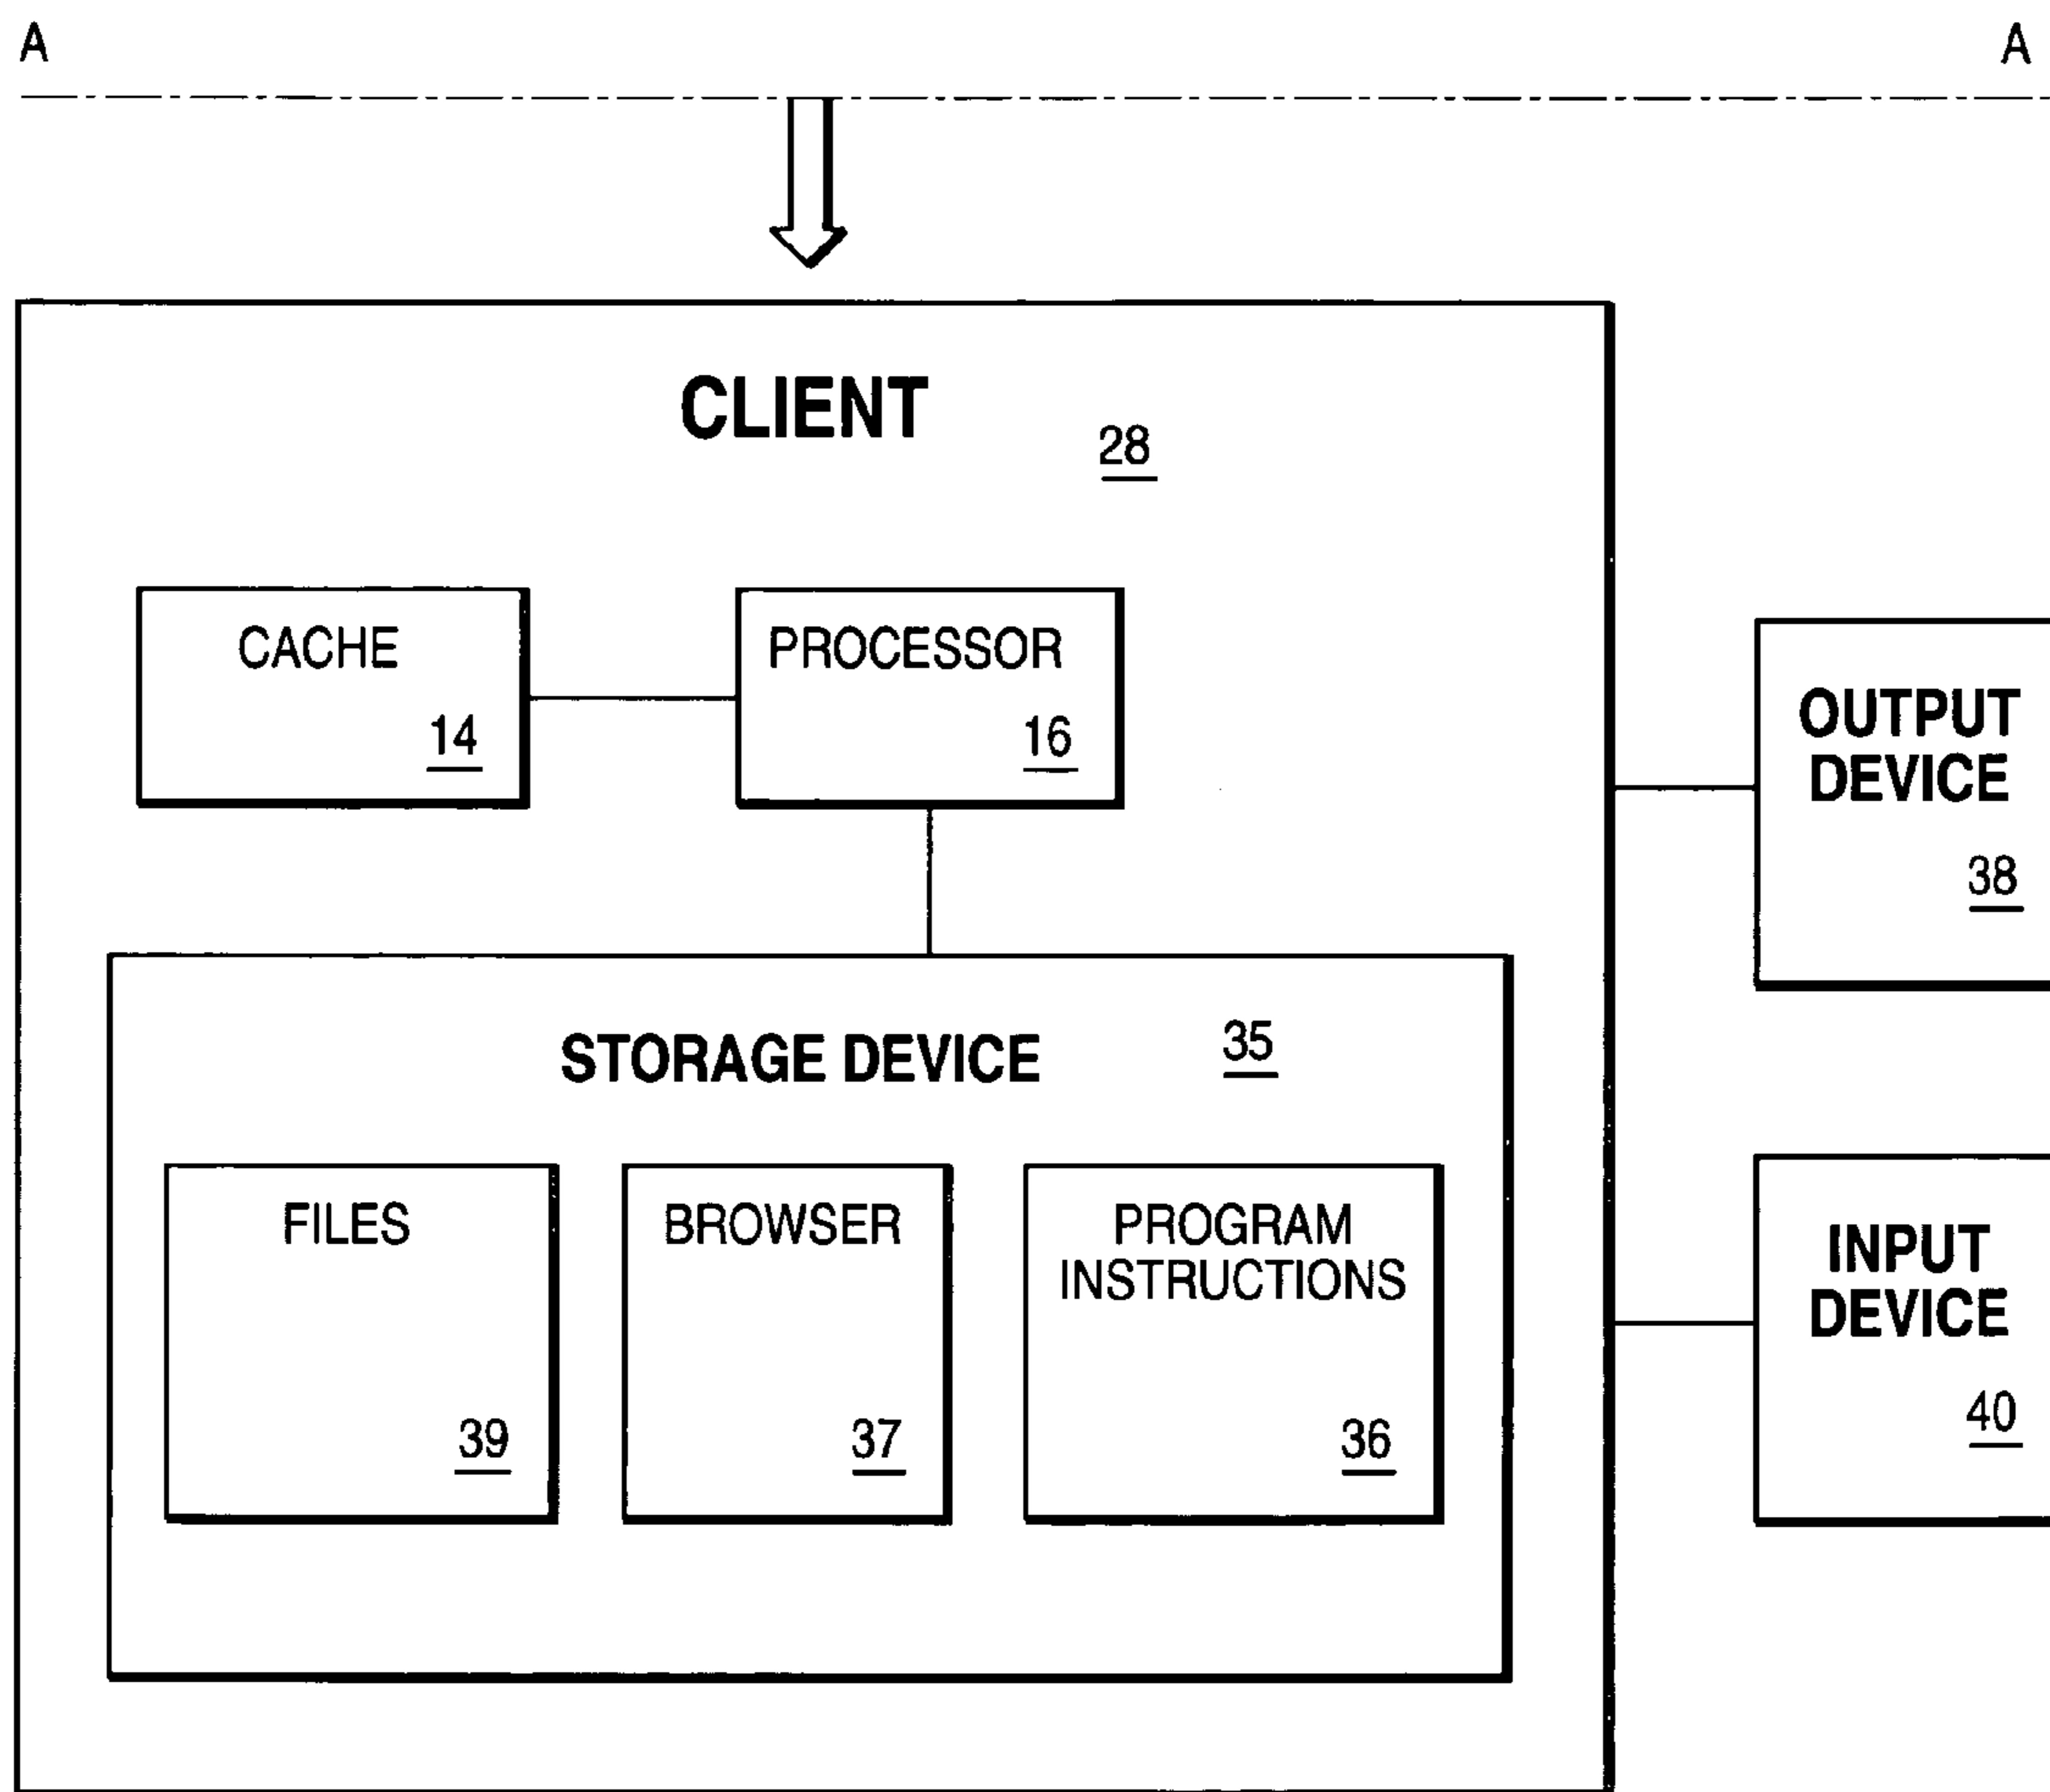 A A
CLIENT
28
CACHE
14
PROCESSOR
16
OUTPUT
DEVICE
38
STORAGE DEVICE 35
FILES
39
BROWSER
37
PROGRAM
INSTRUCTIONS
36
INPUT
DEVICE
40